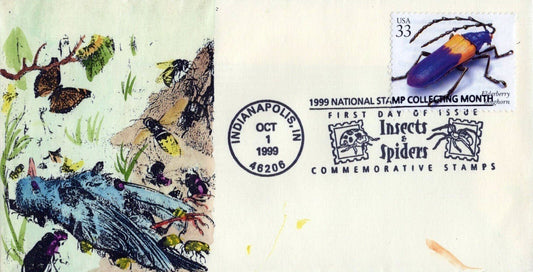 USA
33
Elderberry
Longhorn
1999 NATIONAL STAMP COLLECTING MONTH
FIRST DAY OF ISSUE
Insects
&
Spiders
COMMEMORATIVE STAMPS
INDIANAPOLIS, IN
OCT
1
1999
46206